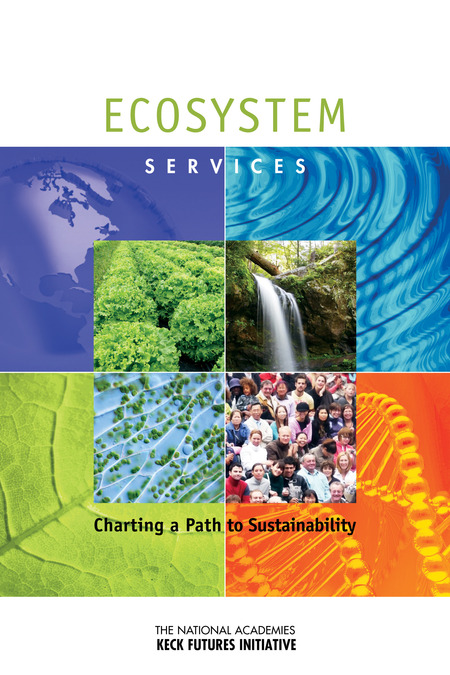 ECOSYSTEM
SERVICES
Charting a Path to Sustainability
THE NATIONAL ACADEMIES
KECK FUTURES INITIATIVE